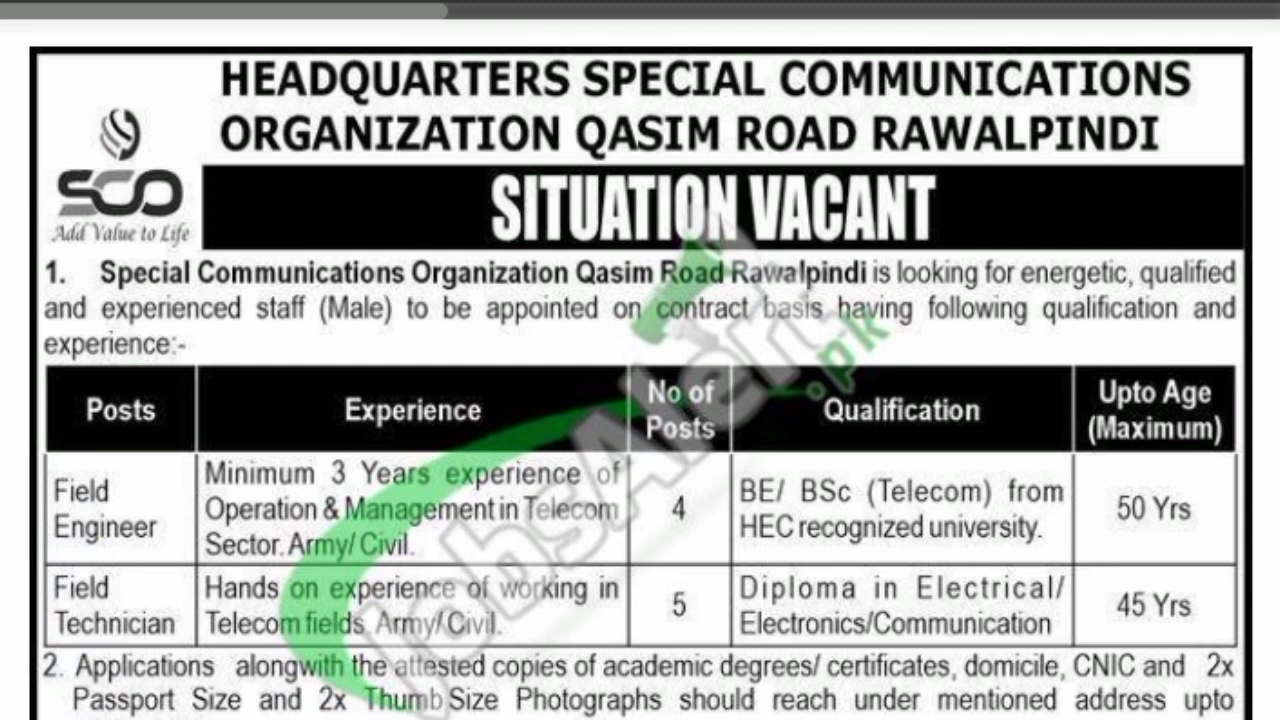 HEADQUARTERS SPECIAL COMMUNICATIONS
ORGANIZATION QASIM ROAD RAWALPINDI
SCO
Add Value to Life
SITUATION VACANT
1. Special Communications Organization Qasim Road Rawalpindi is looking for energetic, qualified
and experienced staff (Male) to be appointed on contract basis having following qualification and
experience:-
Posts
Experience
No of
Posts
Qualification
Upto Age
(Maximum)
Field
Engineer
Minimum 3 Years experience of
Operation & Management in Telecom
Sector. Army/ Civil.
4
BE/ BSc (Telecom) from
HEC recognized university.
50 Yrs
Field
Technician
Hands on experience of working in
Telecom fields. Army/ Civil.
5
Diploma in Electrical/
Electronics/Communication
45 Yrs
2. Applications alongwith the attested copies of academic degrees/ certificates, domicile, CNIC and 2x
Passport Size and 2x Thumb Size Photographs should reach under mentioned address upto
JobsAlert.pk